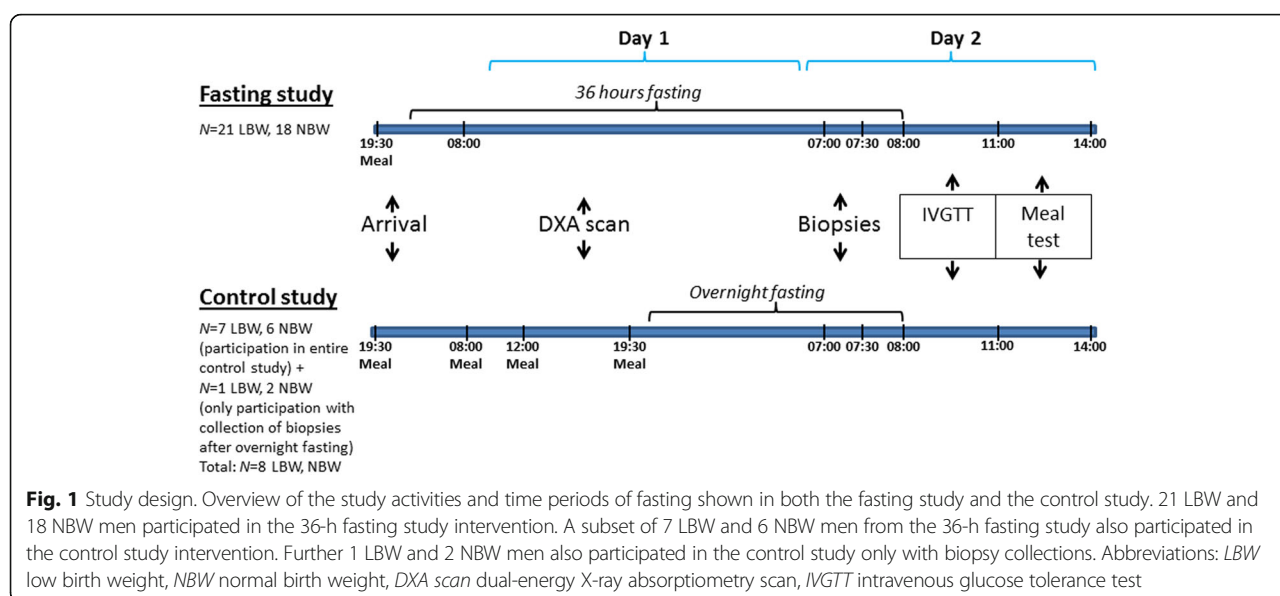 Day 1 Day 2
Fasting study
36 hours fasting
N=21 LBW, 18 NBW
19:30 08:00 07:00 07:30 08:00 11:00 14:00
Meal
Arrival DXA scan Biopsies IVGTT Meal
test
Control study
Overnight fasting
N=7 LBW, 6 NBW
(participation in entire
control study) +
N=1 LBW, 2 NBW
(only participation with
collection of biopsies
after overnight fasting)
Total: N=8 LBW, NBW
19:30 08:00 12:00 19:30 07:00 07:30 08:00 11:00 14:00
Meal Meal Meal Meal
Fig. 1 Study design. Overview of the study activities and time periods of fasting shown in both the fasting study and the control study. 21 LBW and
18 NBW men participated in the 36-h fasting study intervention. A subset of 7 LBW and 6 NBW men from the 36-h fasting study also participated in
the control study intervention. Further 1 LBW and 2 NBW men also participated in the control study only with biopsy collections. Abbreviations: LBW
low birth weight, NBW normal birth weight, DXA scan dual-energy X-ray absorptiometry scan, IVGTT intravenous glucose tolerance test